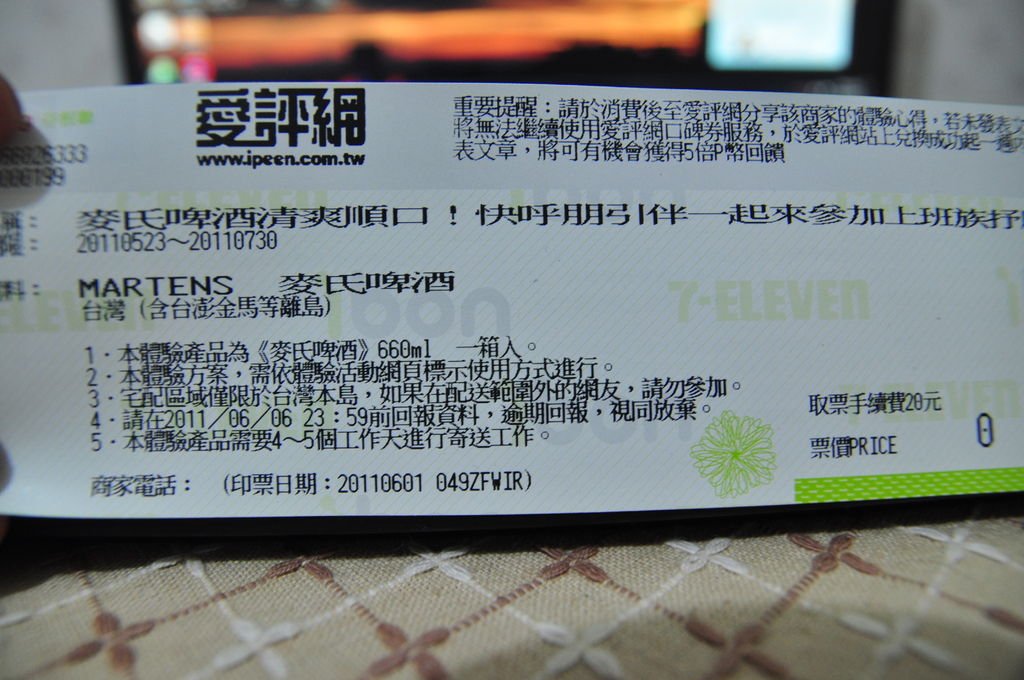 愛評網
www.ipeen.com.tw
重要提醒：請於消費後至愛評網分享該商家的體驗心得，若未發表文
將無法繼續使用愛評網口碑券服務，於愛評網站上兌換成功起一週內
表文章，將可有機會獲得5倍P幣回饋
麥氏啤酒清爽順口！快呼朋引伴一起來參加上班族抒
20110523～20110730
料：MARTENS 麥氏啤酒
台灣（含台澎金馬等離島）
7-ELEVEN
1．本體驗產品為《麥氏啤酒》660ml 一箱入。
2．本體驗方案，需依體驗活動網頁標示使用方式進行。
3．宅配區域僅限於台灣本島，如果在配送範圍外的網友，請勿參加。
4．請在2011/06/06 23：59前回報資料，逾期回報，視同放棄。
5．本體驗產品需要4～5個工作天進行寄送工作。
取票手續費20元
票價PRICE 0
商家電話： （印票日期：20110601 049ZFWIR）